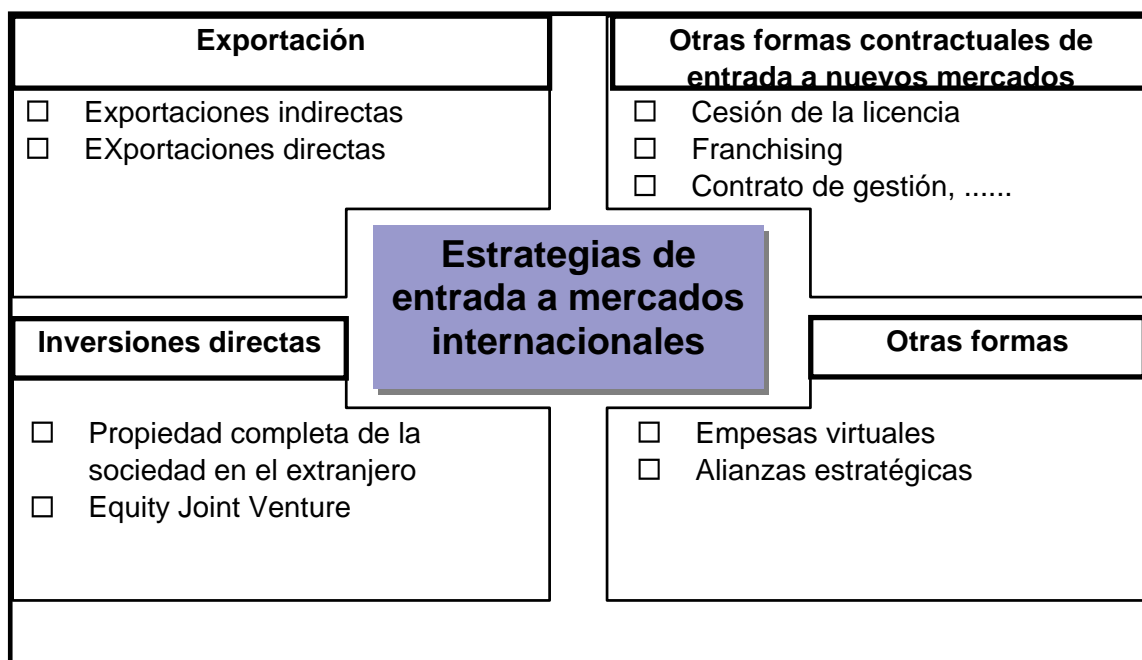 Exportación
☐ Exportaciones indirectas
☐ EXportaciones directas
Otras formas contractuales de
entrada a nuevos mercados
☐ Cesión de la licencia
☐ Franchising
☐ Contrato de gestión, ......
Estrategias de
entrada a mercados
internacionales
Inversiones directas
☐ Propiedad completa de la
sociedad en el extranjero
☐ Equity Joint Venture
Otras formas
☐ Empesas virtuales
☐ Alianzas estratégicas